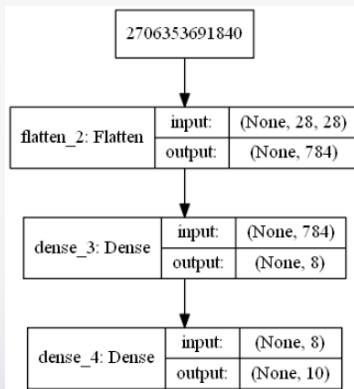 2706353691840
flatten_2: Flatten
input:
(None, 28, 28)
output:
(None, 784)
dense_3: Dense
input:
(None, 784)
output:
(None, 8)
dense_4: Dense
input:
(None, 8)
output:
(None, 10)